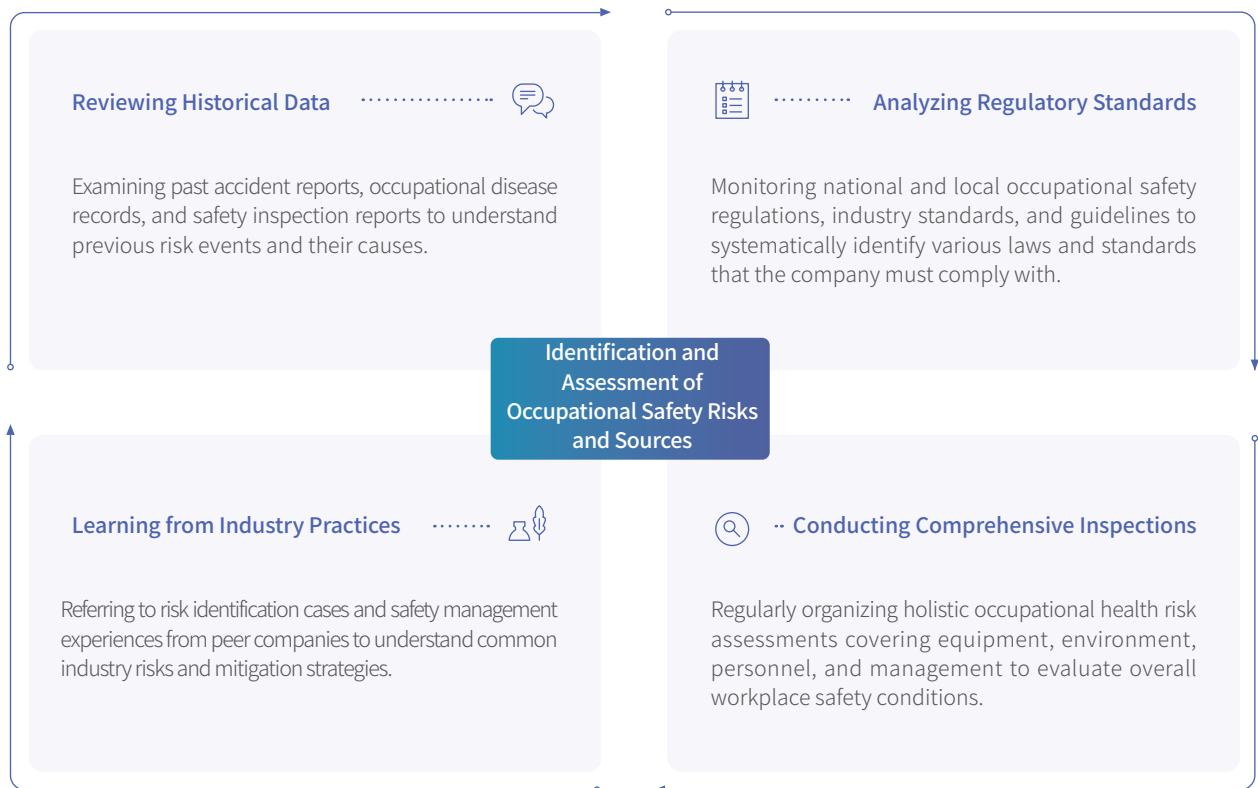 Reviewing Historical Data
Examining past accident reports, occupational disease
records, and safety inspection reports to understand
previous risk events and their causes.
Analyzing Regulatory Standards
Monitoring national and local occupational safety
regulations, industry standards, and guidelines to
systematically identify various laws and standards
that the company must comply with.
Identification and
Assessment of
Occupational Safety Risks
and Sources
Learning from Industry Practices
Referring to risk identification cases and safety management
experiences from peer companies to understand common
industry risks and mitigation strategies.
Conducting Comprehensive Inspections
Regularly organizing holistic occupational health risk
assessments covering equipment, environment,
personnel, and management to evaluate overall
workplace safety conditions.